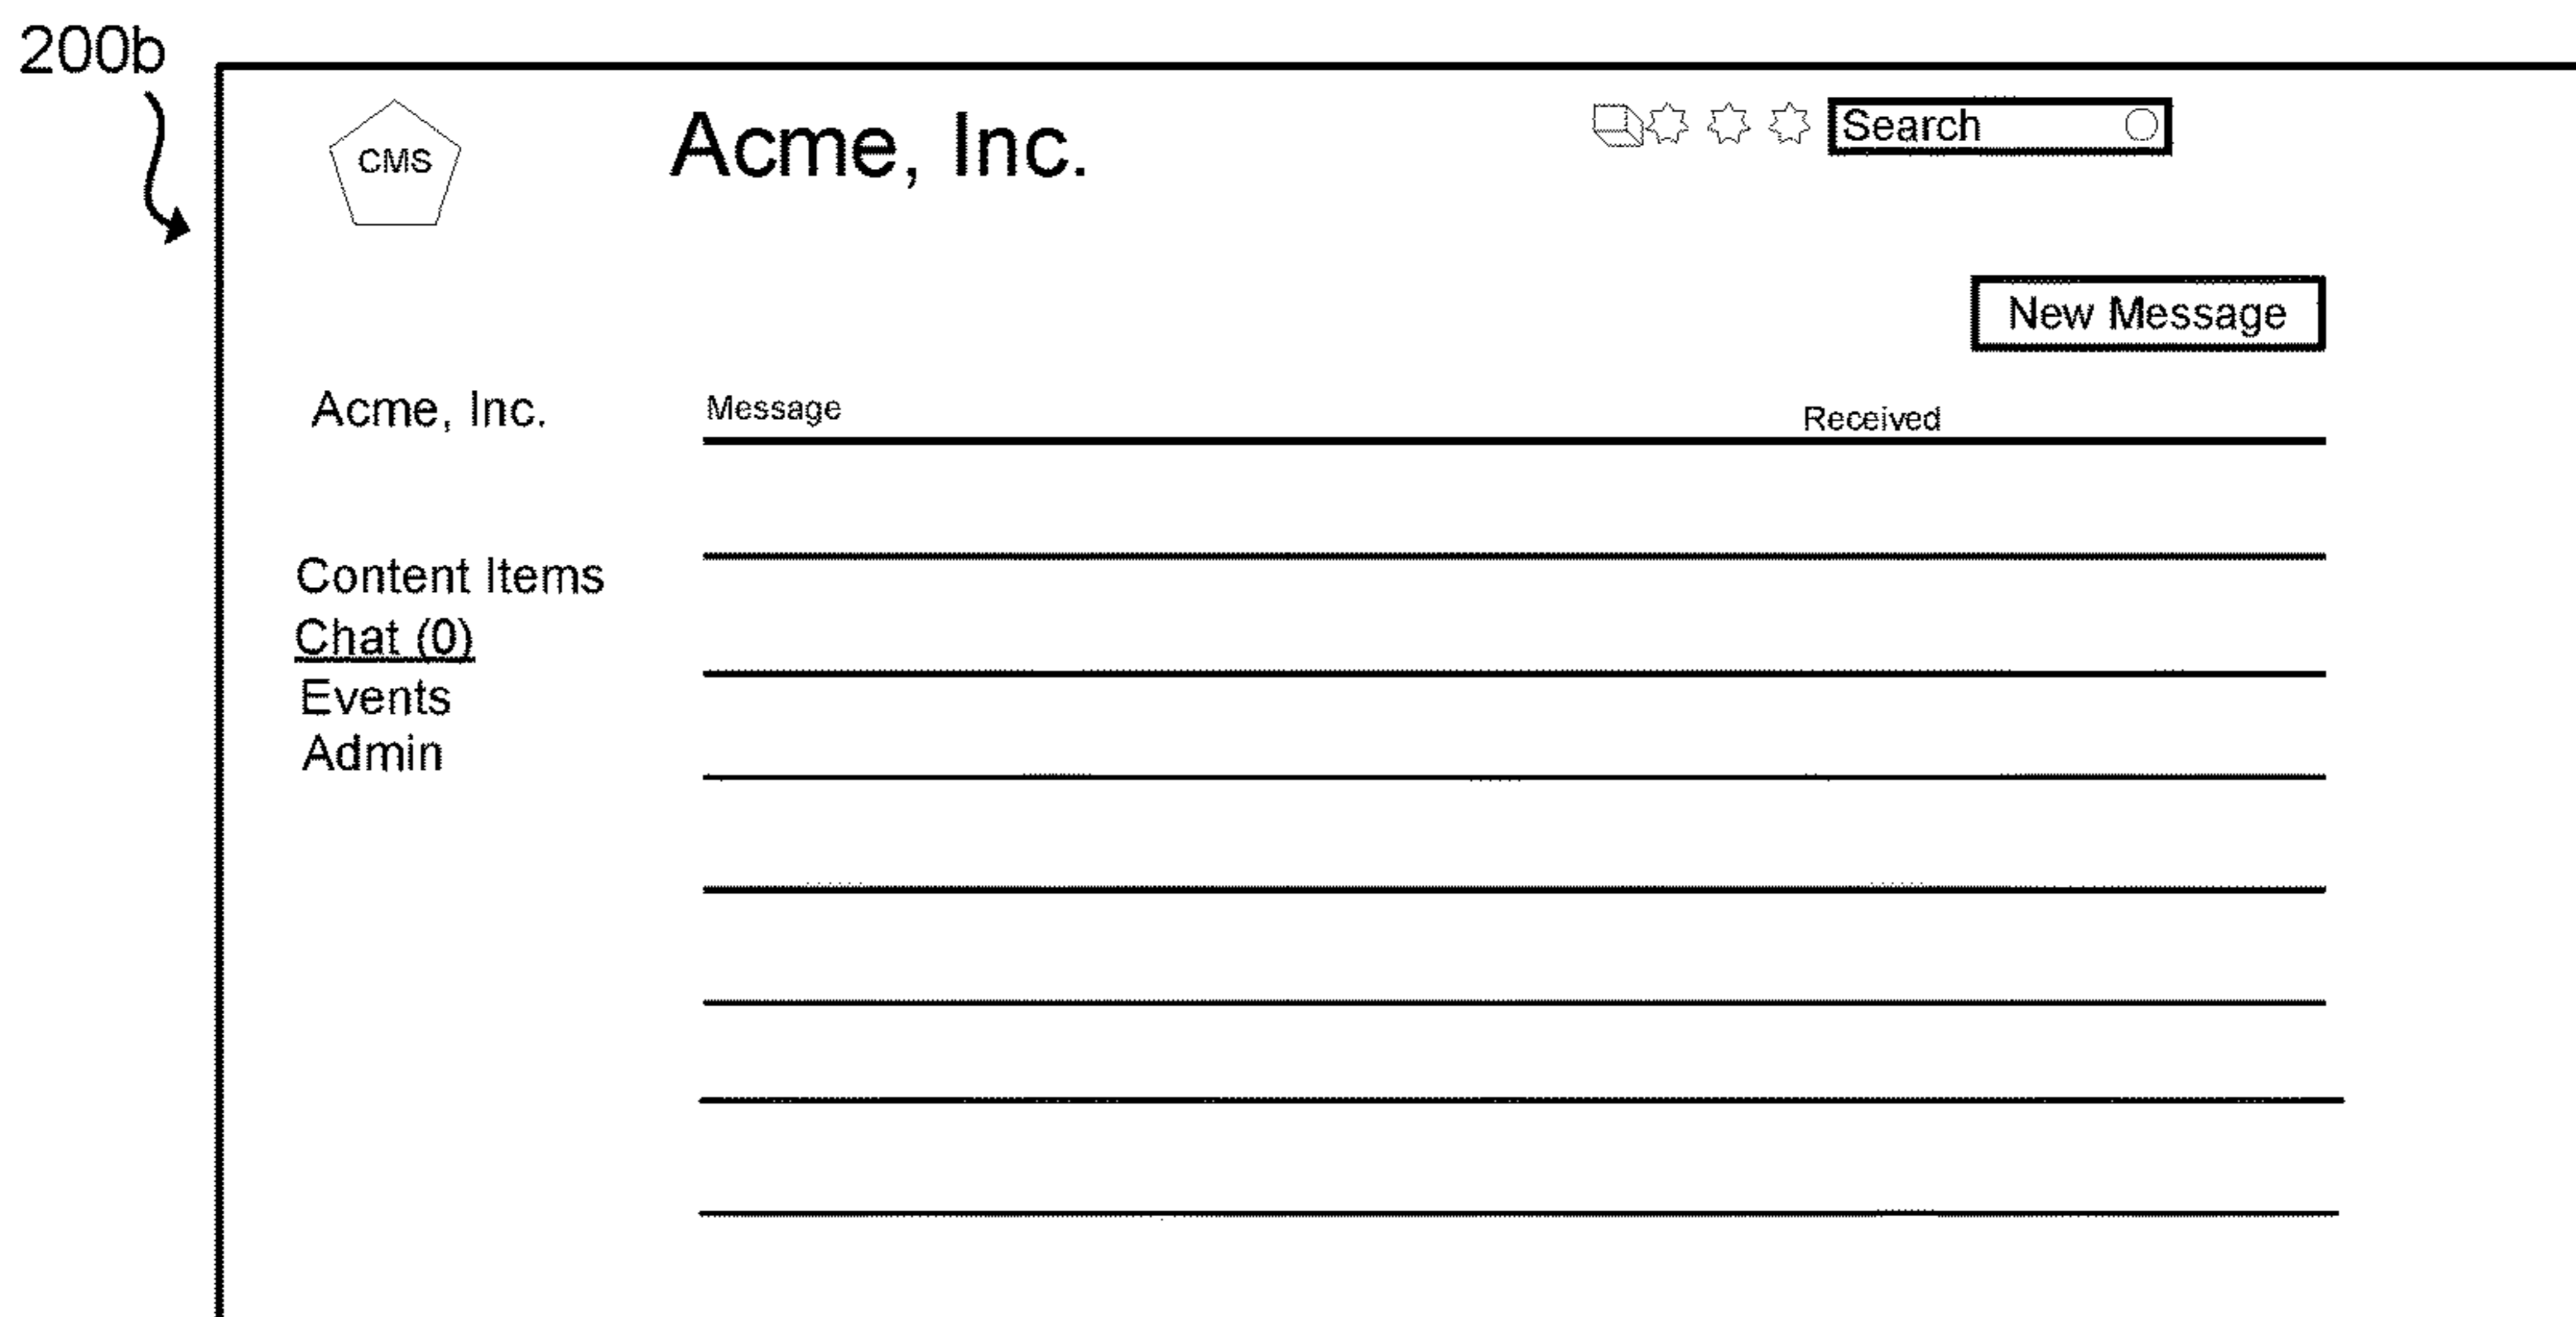 200b
CMS
Acme, Inc.
Search
New Message
Acme, Inc.
Message
Received
Content Items
Chat (0)
Events
Admin